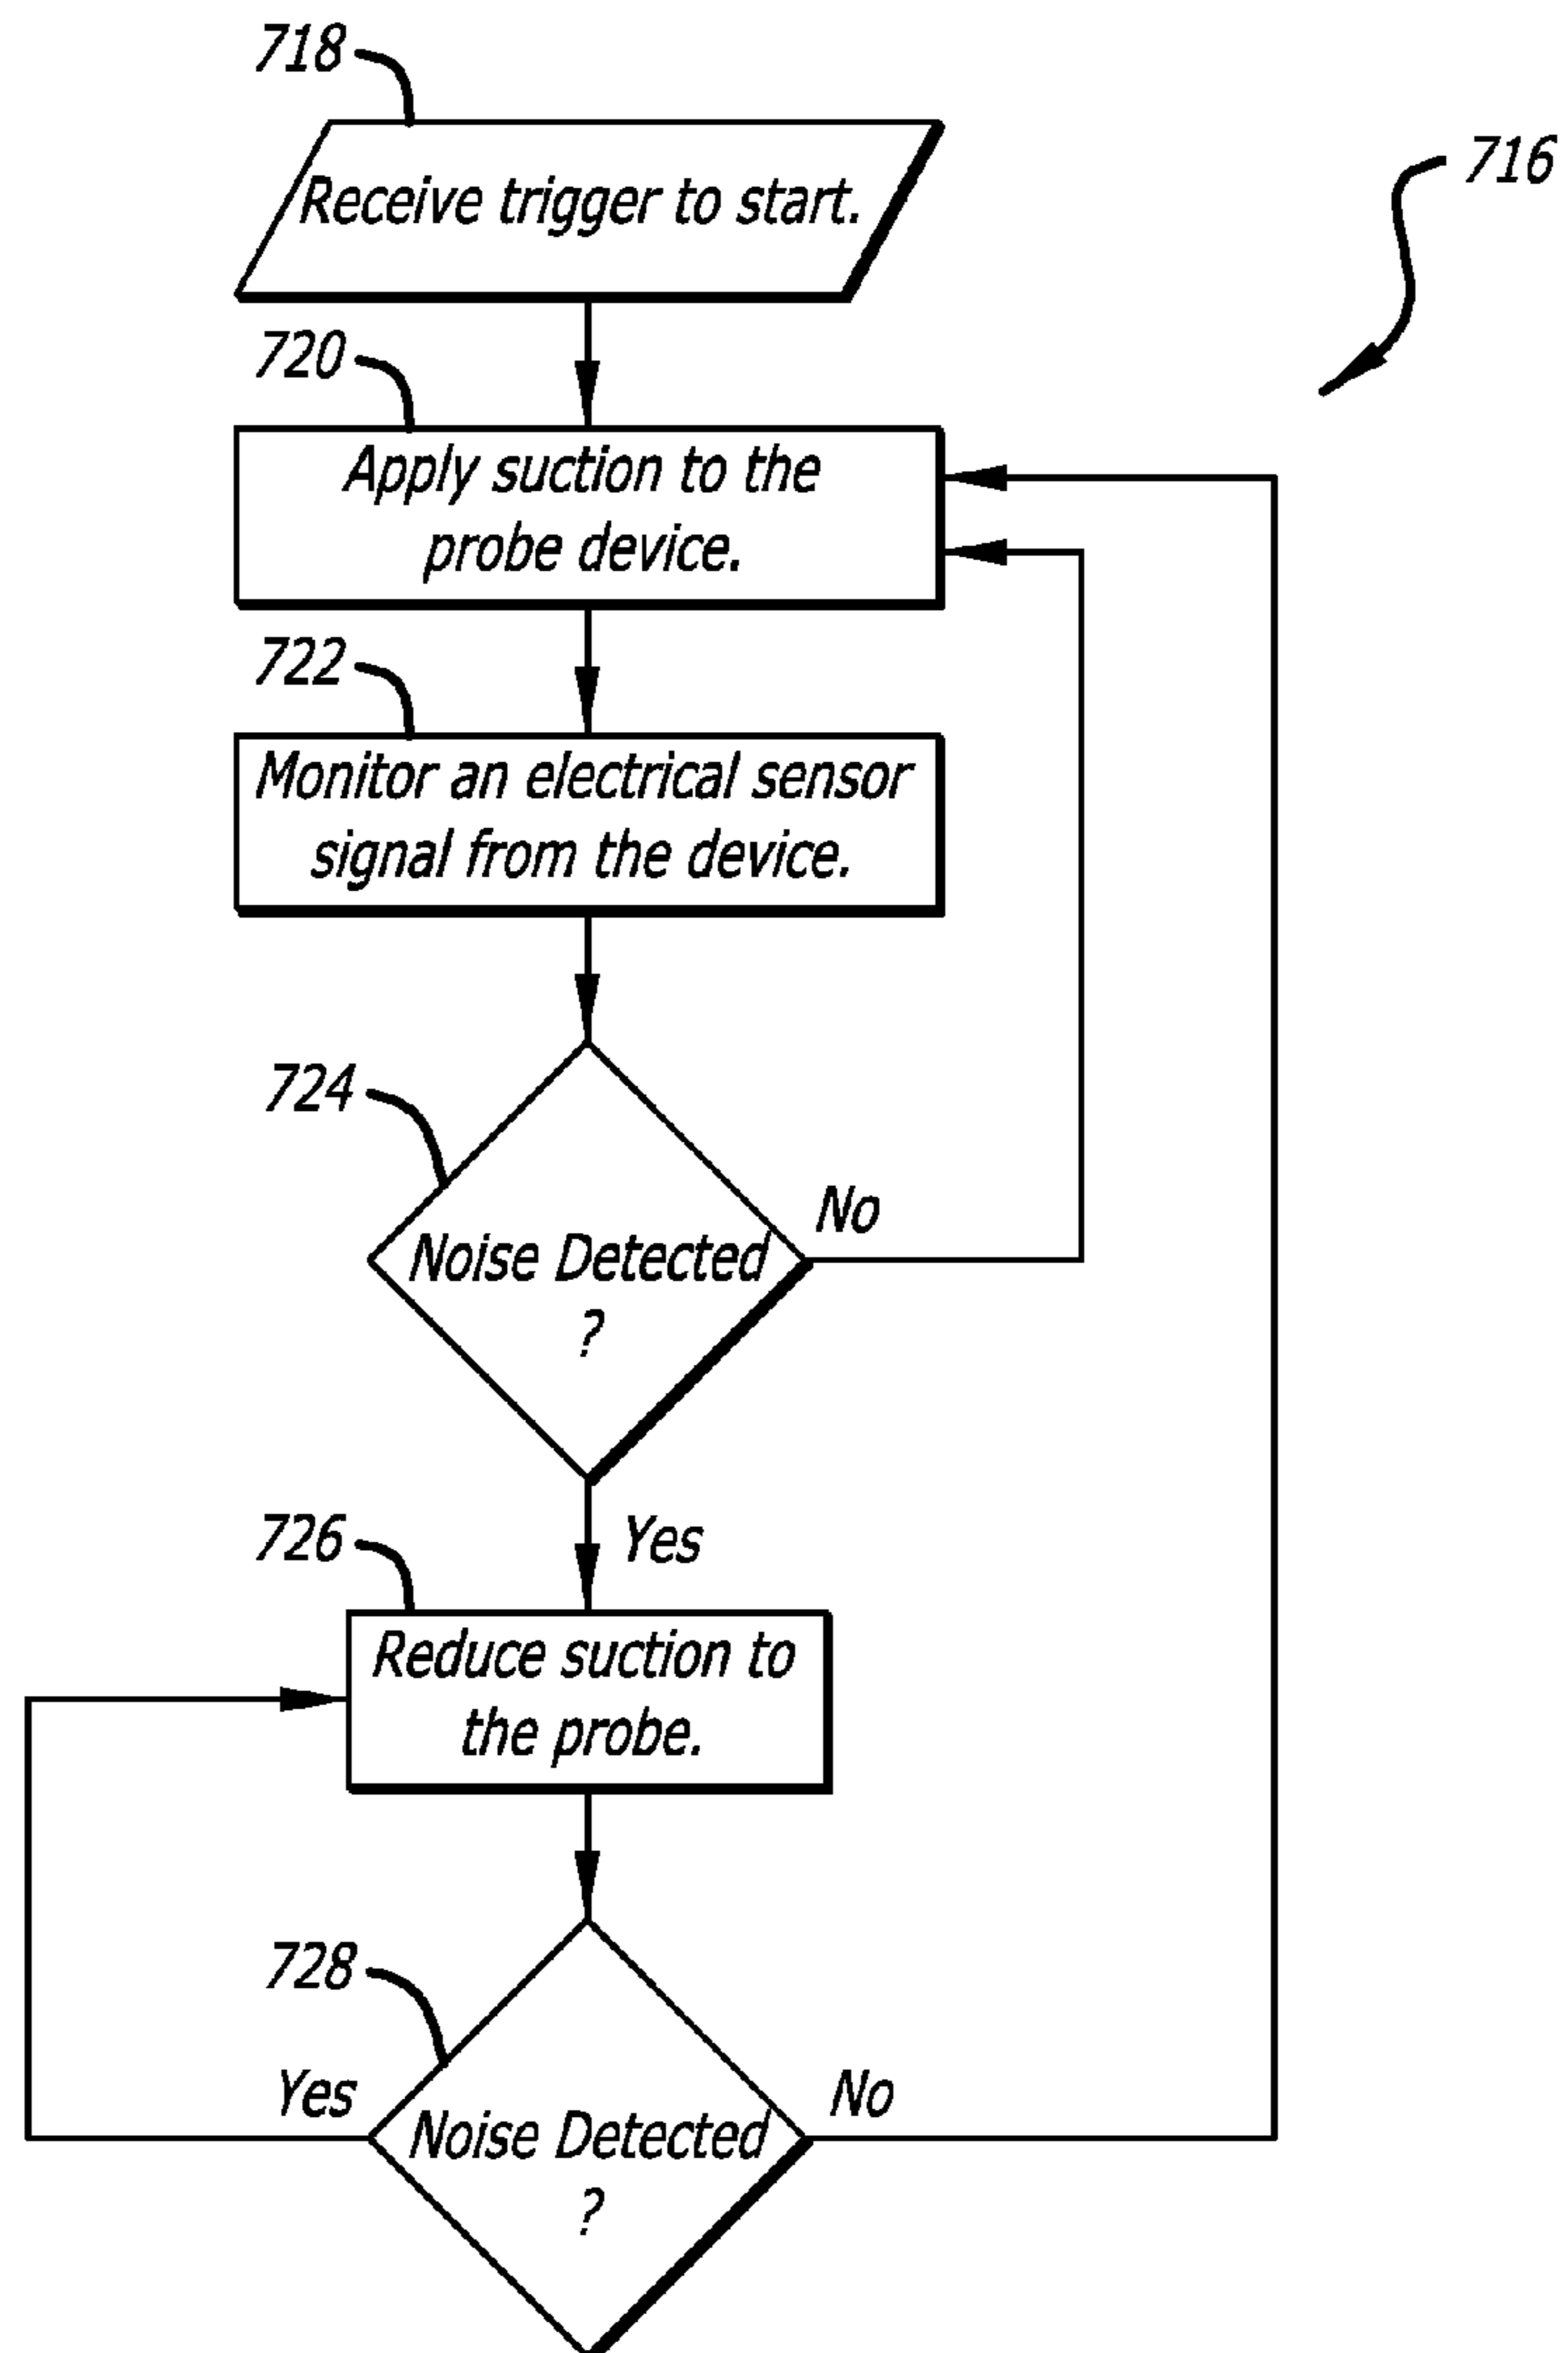 718
716
Receive trigger to start.
720
Apply suction to the
probe device.
722
Monitor an electrical sensor
signal from the device.
724
No
Noise Detected
?
726
Yes
Reduce suction to
the probe.
728
Yes
No
Noise Detected
?